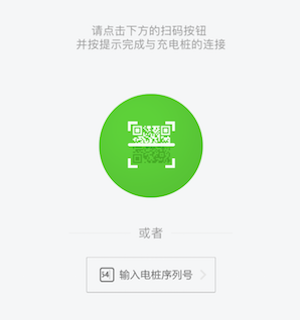 请点击下方的扫码按钮
并按提示完成与充电桩的连接
或者
输入电桩序列号